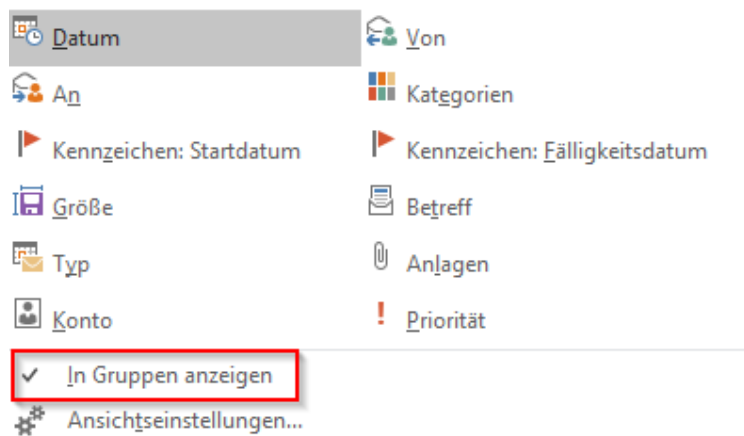 Datum Von
An Kategorien
Kennzeichen: Startdatum Kennzeichen: Fälligkeitsdatum
Größe Betreff
Typ Anlagen
Konto Priorität
In Gruppen anzeigen
Ansichtseinstellungen...